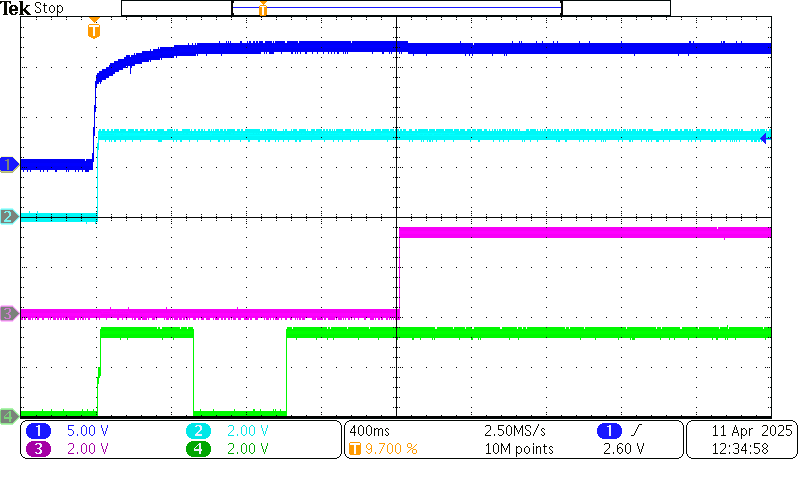 Tek Stop
T
T
1
2
3
4
1 5.00 V 2 2.00 V 400ms 2.50MS/s 1 2.60 V 11 Apr 2025
3 2.00 V 4 2.00 V T 9.700 % 10M points 12:34:58